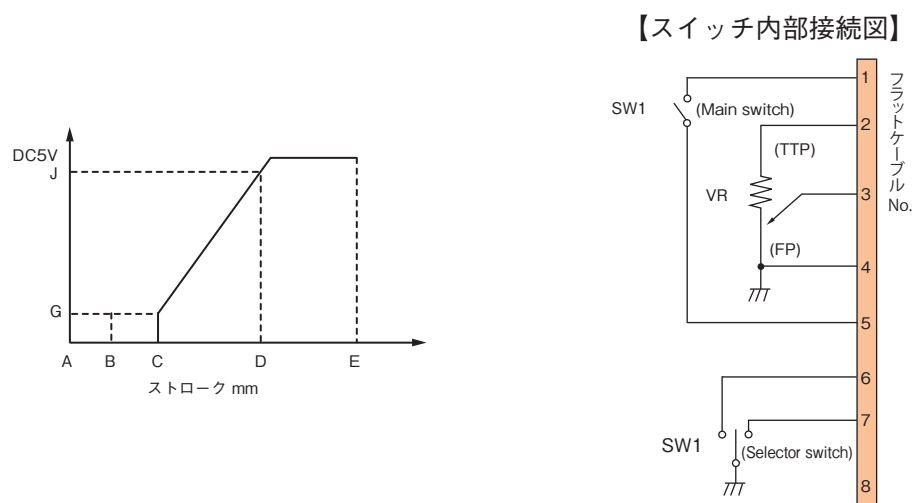 【スイッチ内部接続図】
DC5V
J
G
A B C D E
ストローク mm
SW1
(Main switch)
(TTP)
VR
(FP)
SW1
(Selector switch)
1
2
3
4
5
6
7
8
フラットケーブル No.